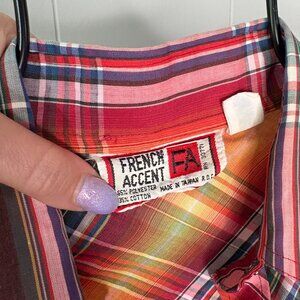 FRENCH
ACCENT
FA
65% POLYESTER
35% COTTON
MADE IN TAIWAN R.O.C.